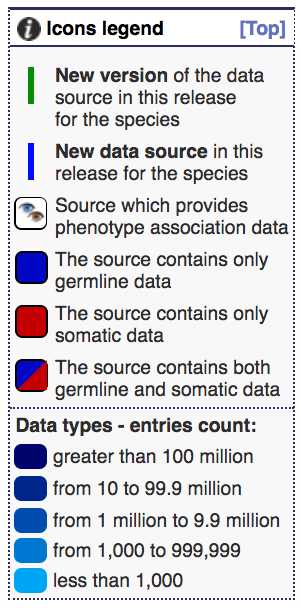 Icons legend [Top]
New version of the data
source in this release
for the species
New data source in this
release for the species
Source which provides
phenotype association data
The source contains only
germline data
The source contains only
somatic data
The source contains both
germline and somatic data
Data types - entries count:
greater than 100 million
from 10 to 99.9 million
from 1 million to 9.9 million
from 1,000 to 999,999
less than 1,000